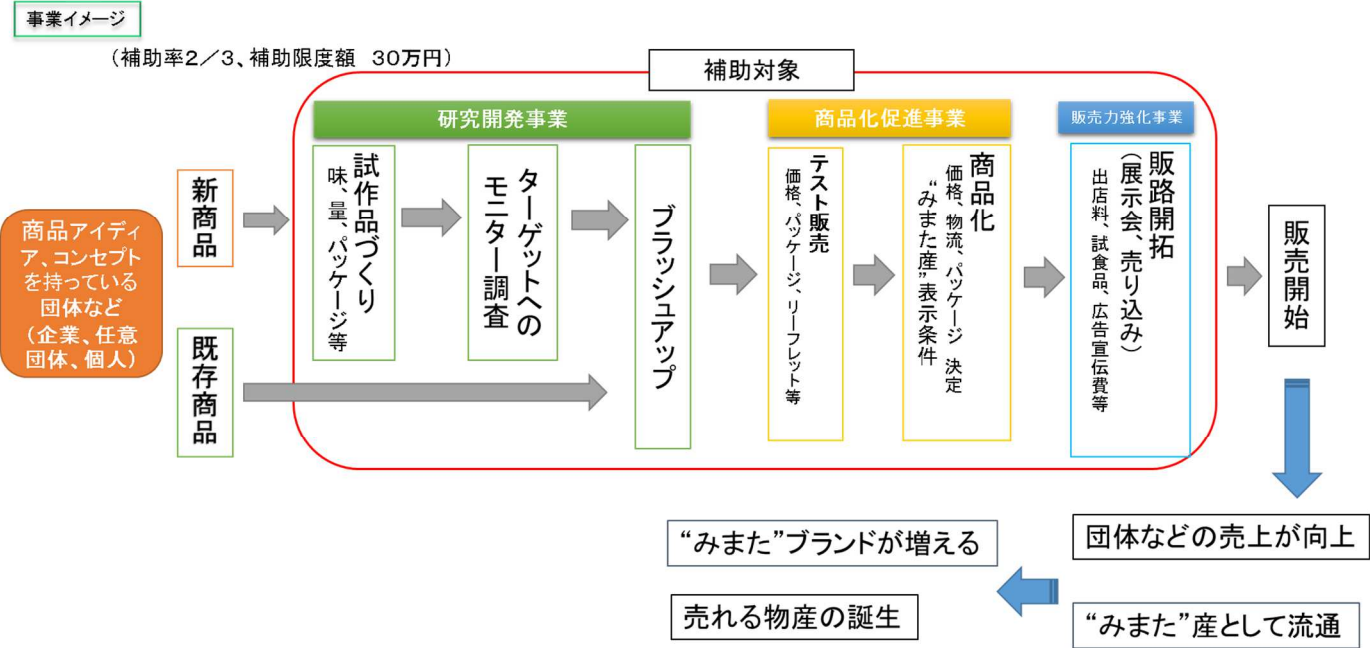 事業イメージ
（補助率２／３、補助限度額　３０万円）
補助対象
研究開発事業
商品化促進事業
販売力強化事業
商品アイディ
ア、コンセプト
を持っている
団体など
（企業、任意
団体、個人）
新商品
既存商品
試作品づくり
味、量、パッケージ等
ターゲットへの
モニター調査
ブラッシュアップ
テスト販売
価格、パッケージ、リーフレット等
商品化
価格、物流、パッケージ　決定
“みまた産”表示条件
販路開拓
（展示会、売り込み）
出店料、試食品、広告宣伝費等
販売開始
団体などの売上が向上
“みまた”産として流通
“みまた”ブランドが増える
売れる物産の誕生